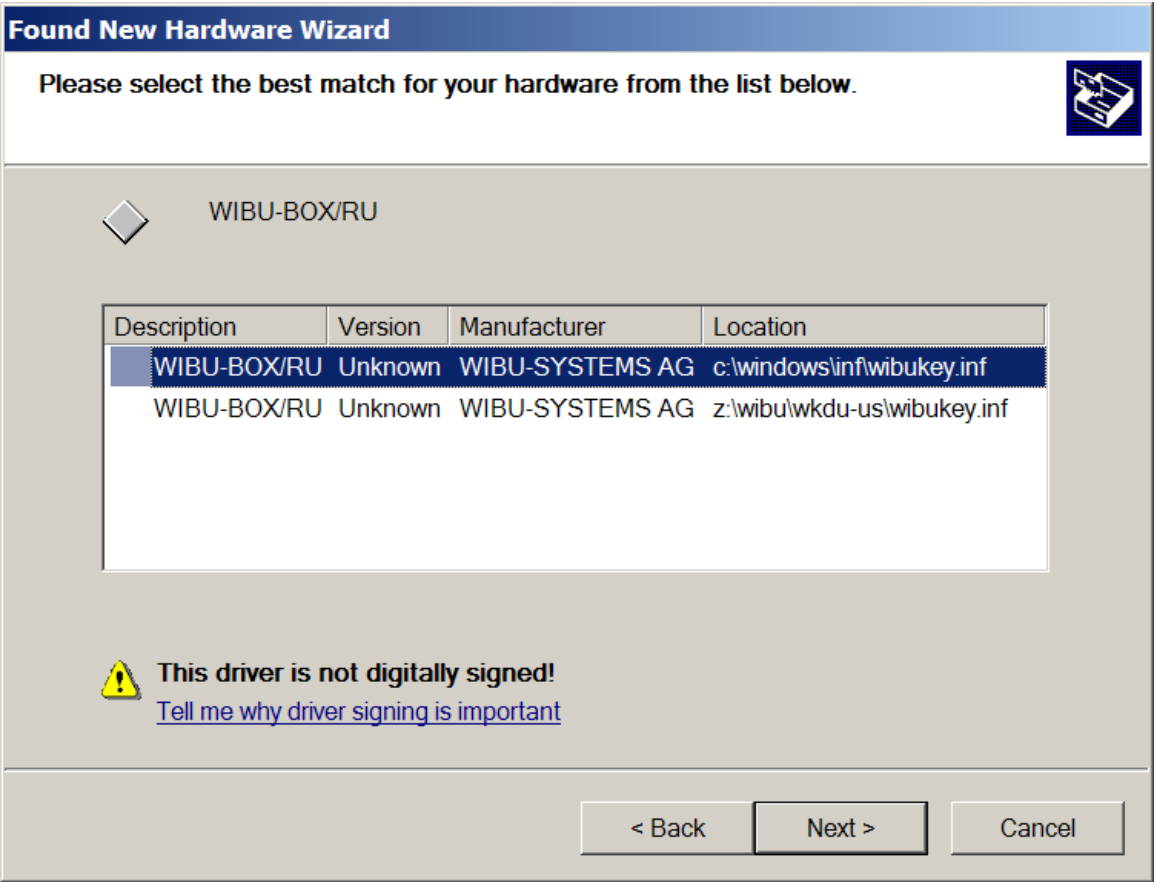 Found New Hardware Wizard
Please select the best match for your hardware from the list below.
WIBU-BOX/RU
Description Version Manufacturer Location
WIBU-BOX/RU Unknown WIBU-SYSTEMS AG c:\windows\inf\wibukey.inf
WIBU-BOX/RU Unknown WIBU-SYSTEMS AG z:\wibu\wkdu-us\wibukey.inf
This driver is not digitally signed!
Tell me why driver signing is important
< Back Next > Cancel